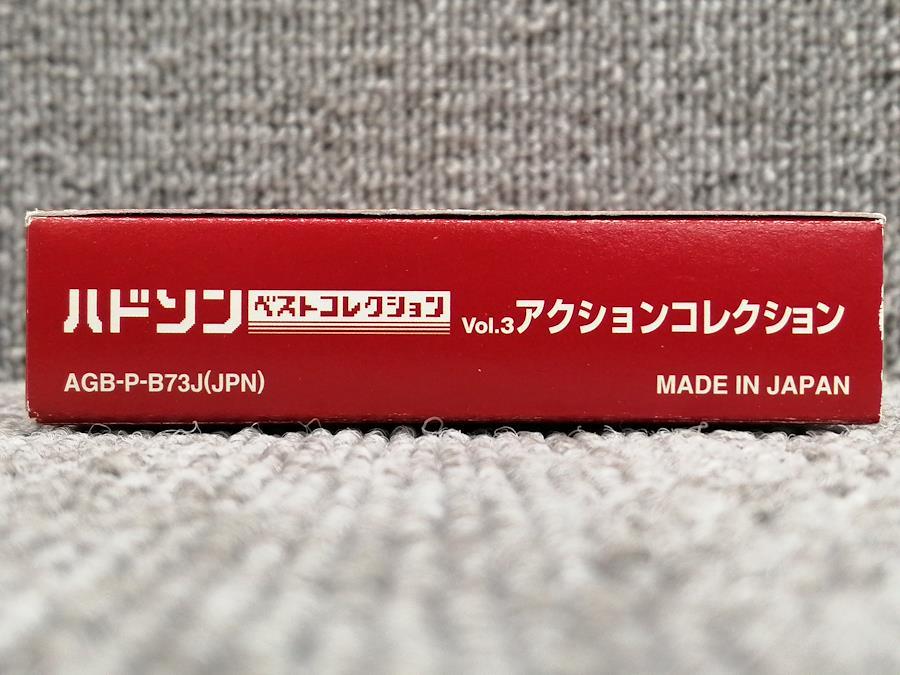 ハドソン ベストコレクション Vol.3アクションコレクション
AGB-P-B73J(JPN) MADE IN JAPAN